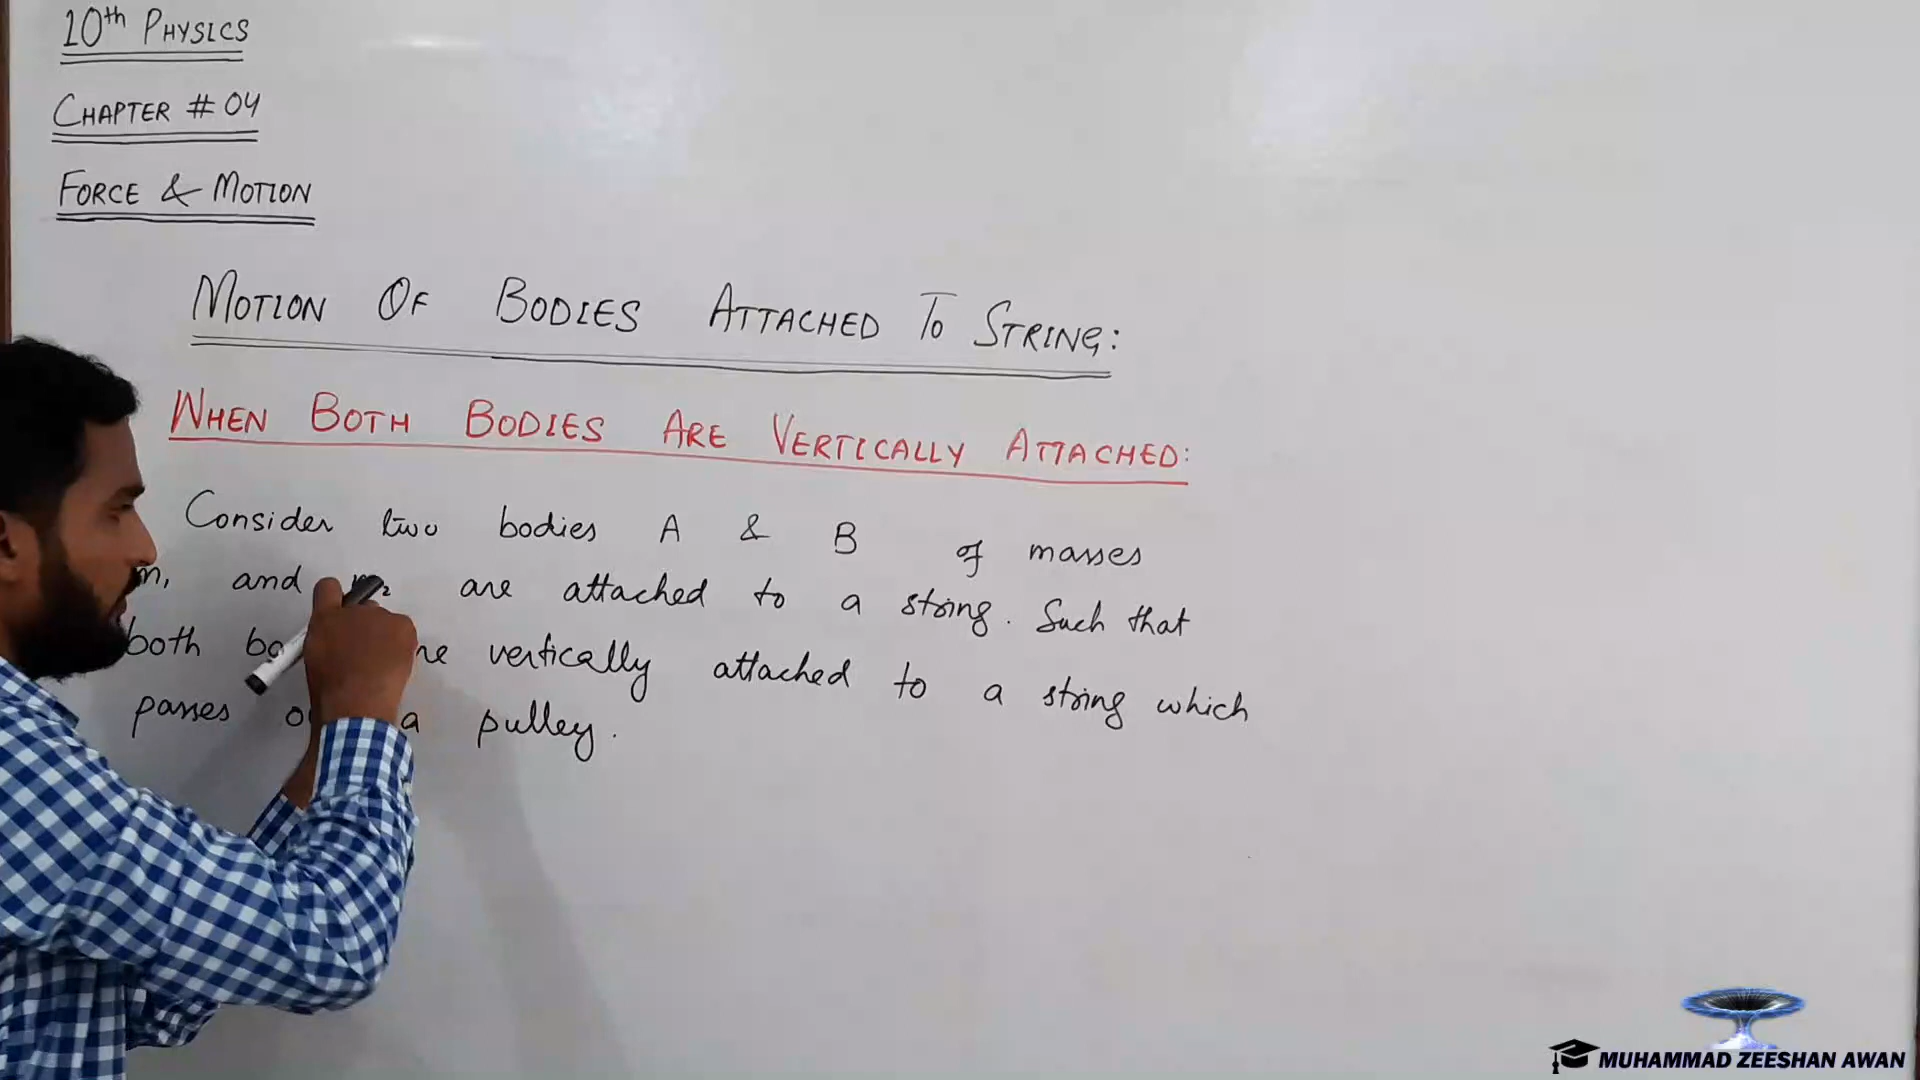 10th PHYSICS
CHAPTER # 04
FORCE & MOTION
MOTION OF BODIES ATTACHED TO STRING:
WHEN BOTH BODIES ARE VERTICALLY ATTACHED:
Consider two bodies A & B of masses
m₁ and m₂ are attached to a string. Such that
both vertically attached to a string which
passes a pulley.
MUHAMMAD ZEESHAN AWAN